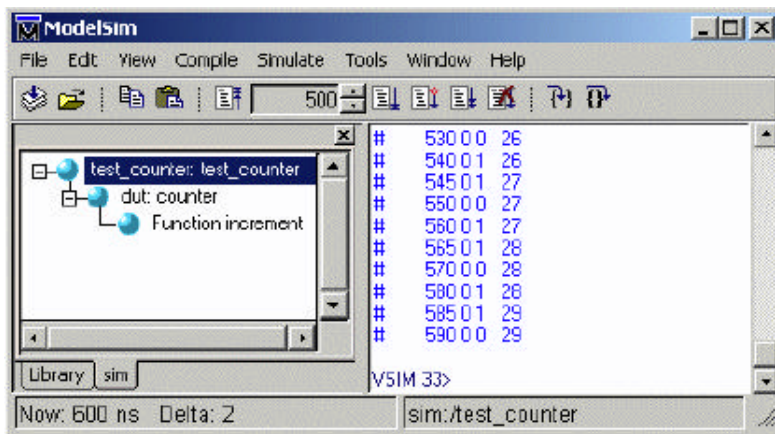 ModelSim
File Edit View Compile Simulate Tools Window Help
500
test_counter: test_counter
dut: counter
Function increment
Library sim
# 530 0 0 26
# 540 0 1 26
# 545 0 1 27
# 550 0 0 27
# 560 0 1 27
# 565 0 1 28
# 570 0 0 28
# 580 0 1 28
# 585 0 1 29
# 590 0 0 29
VSIM 33>
Now: 600 ns Delta: 2
sim:/test_counter